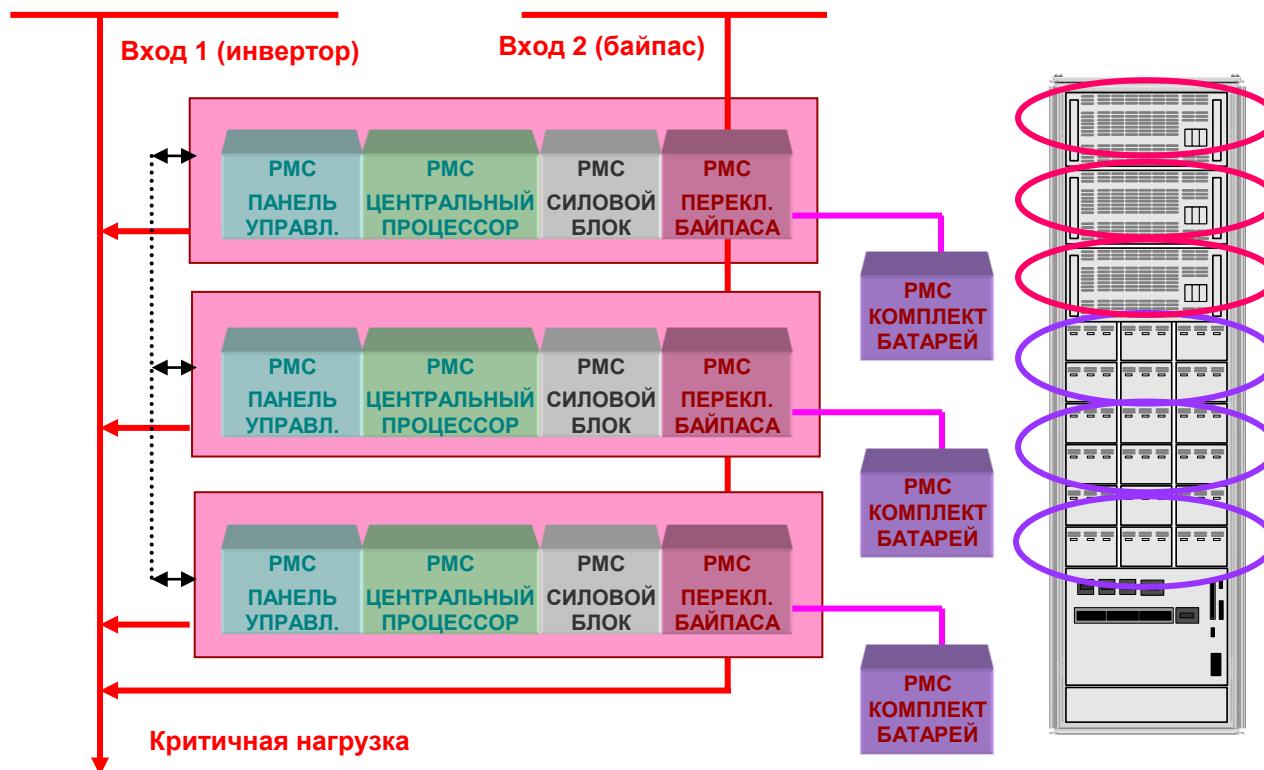 Вход 1 (инвертор)
Вход 2 (байпас)
РМС
ПАНЕЛЬ
УПРАВЛ.
РМС
ЦЕНТРАЛЬНЫЙ
ПРОЦЕССОР
РМС
СИЛОВОЙ
БЛОК
РМС
ПЕРЕКЛ.
БАЙПАСА
РМС
КОМПЛЕКТ
БАТАРЕЙ
РМС
ПАНЕЛЬ
УПРАВЛ.
РМС
ЦЕНТРАЛЬНЫЙ
ПРОЦЕССОР
РМС
СИЛОВОЙ
БЛОК
РМС
ПЕРЕКЛ.
БАЙПАСА
РМС
КОМПЛЕКТ
БАТАРЕЙ
РМС
ПАНЕЛЬ
УПРАВЛ.
РМС
ЦЕНТРАЛЬНЫЙ
ПРОЦЕССОР
РМС
СИЛОВОЙ
БЛОК
РМС
ПЕРЕКЛ.
БАЙПАСА
РМС
КОМПЛЕКТ
БАТАРЕЙ
Критичная нагрузка